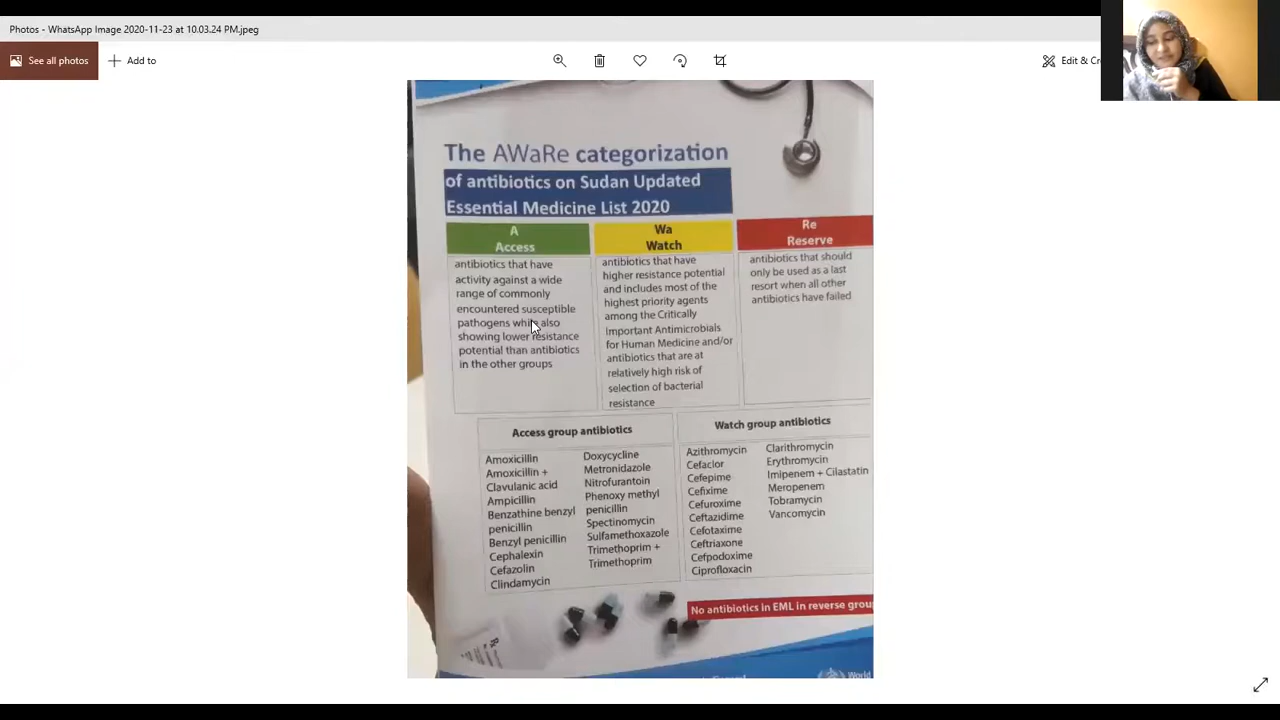 Photos - WhatsApp Image 2020-11-23 at 10.03.24 PM.jpeg
See all photos
Add to
Edit &
The AWaRe categorization
of antibiotics on Sudan Updated
Essential Medicine List 2020
A
Access
antibiotics that have
activity against a wide
range of commonly
encountered susceptible
pathogens while also
showing lower resistance
potential than antibiotics
in the other groups
Wa
Watch
antibiotics that have
higher resistance potential
and includes most of the
highest priority agents
among the Critically
Important Antimicrobials
for Human Medicine and/or
antibiotics that are at
relatively high risk of
selection of bacterial
resistance
Re
Reserve
antibiotics that should
only be used as a last
resort when all other
antibiotics have failed
Access group antibiotics
Amoxicillin
Amoxicillin +
Clavulanic acid
Ampicillin
Benzathine benzyl
penicillin
Benzyl penicillin
Cephalexin
Cefazolin
Clindamycin
Doxycycline
Metronidazole
Nitrofurantoin
Phenoxy methyl
penicillin
Spectinomycin
Sulfamethoxazole
Trimethoprim +
Trimethoprim
Watch group antibiotics
Azithromycin
Cefaclor
Cefepime
Cefixime
Cefuroxime
Ceftazidime
Cefotaxime
Ceftriaxone
Cefpodoxime
Ciprofloxacin
Clarithromycin
Erythromycin
Imipenem + Cilastatin
Meropenem
Tobramycin
Vancomycin
No antibiotics in EML in reverse grou
World